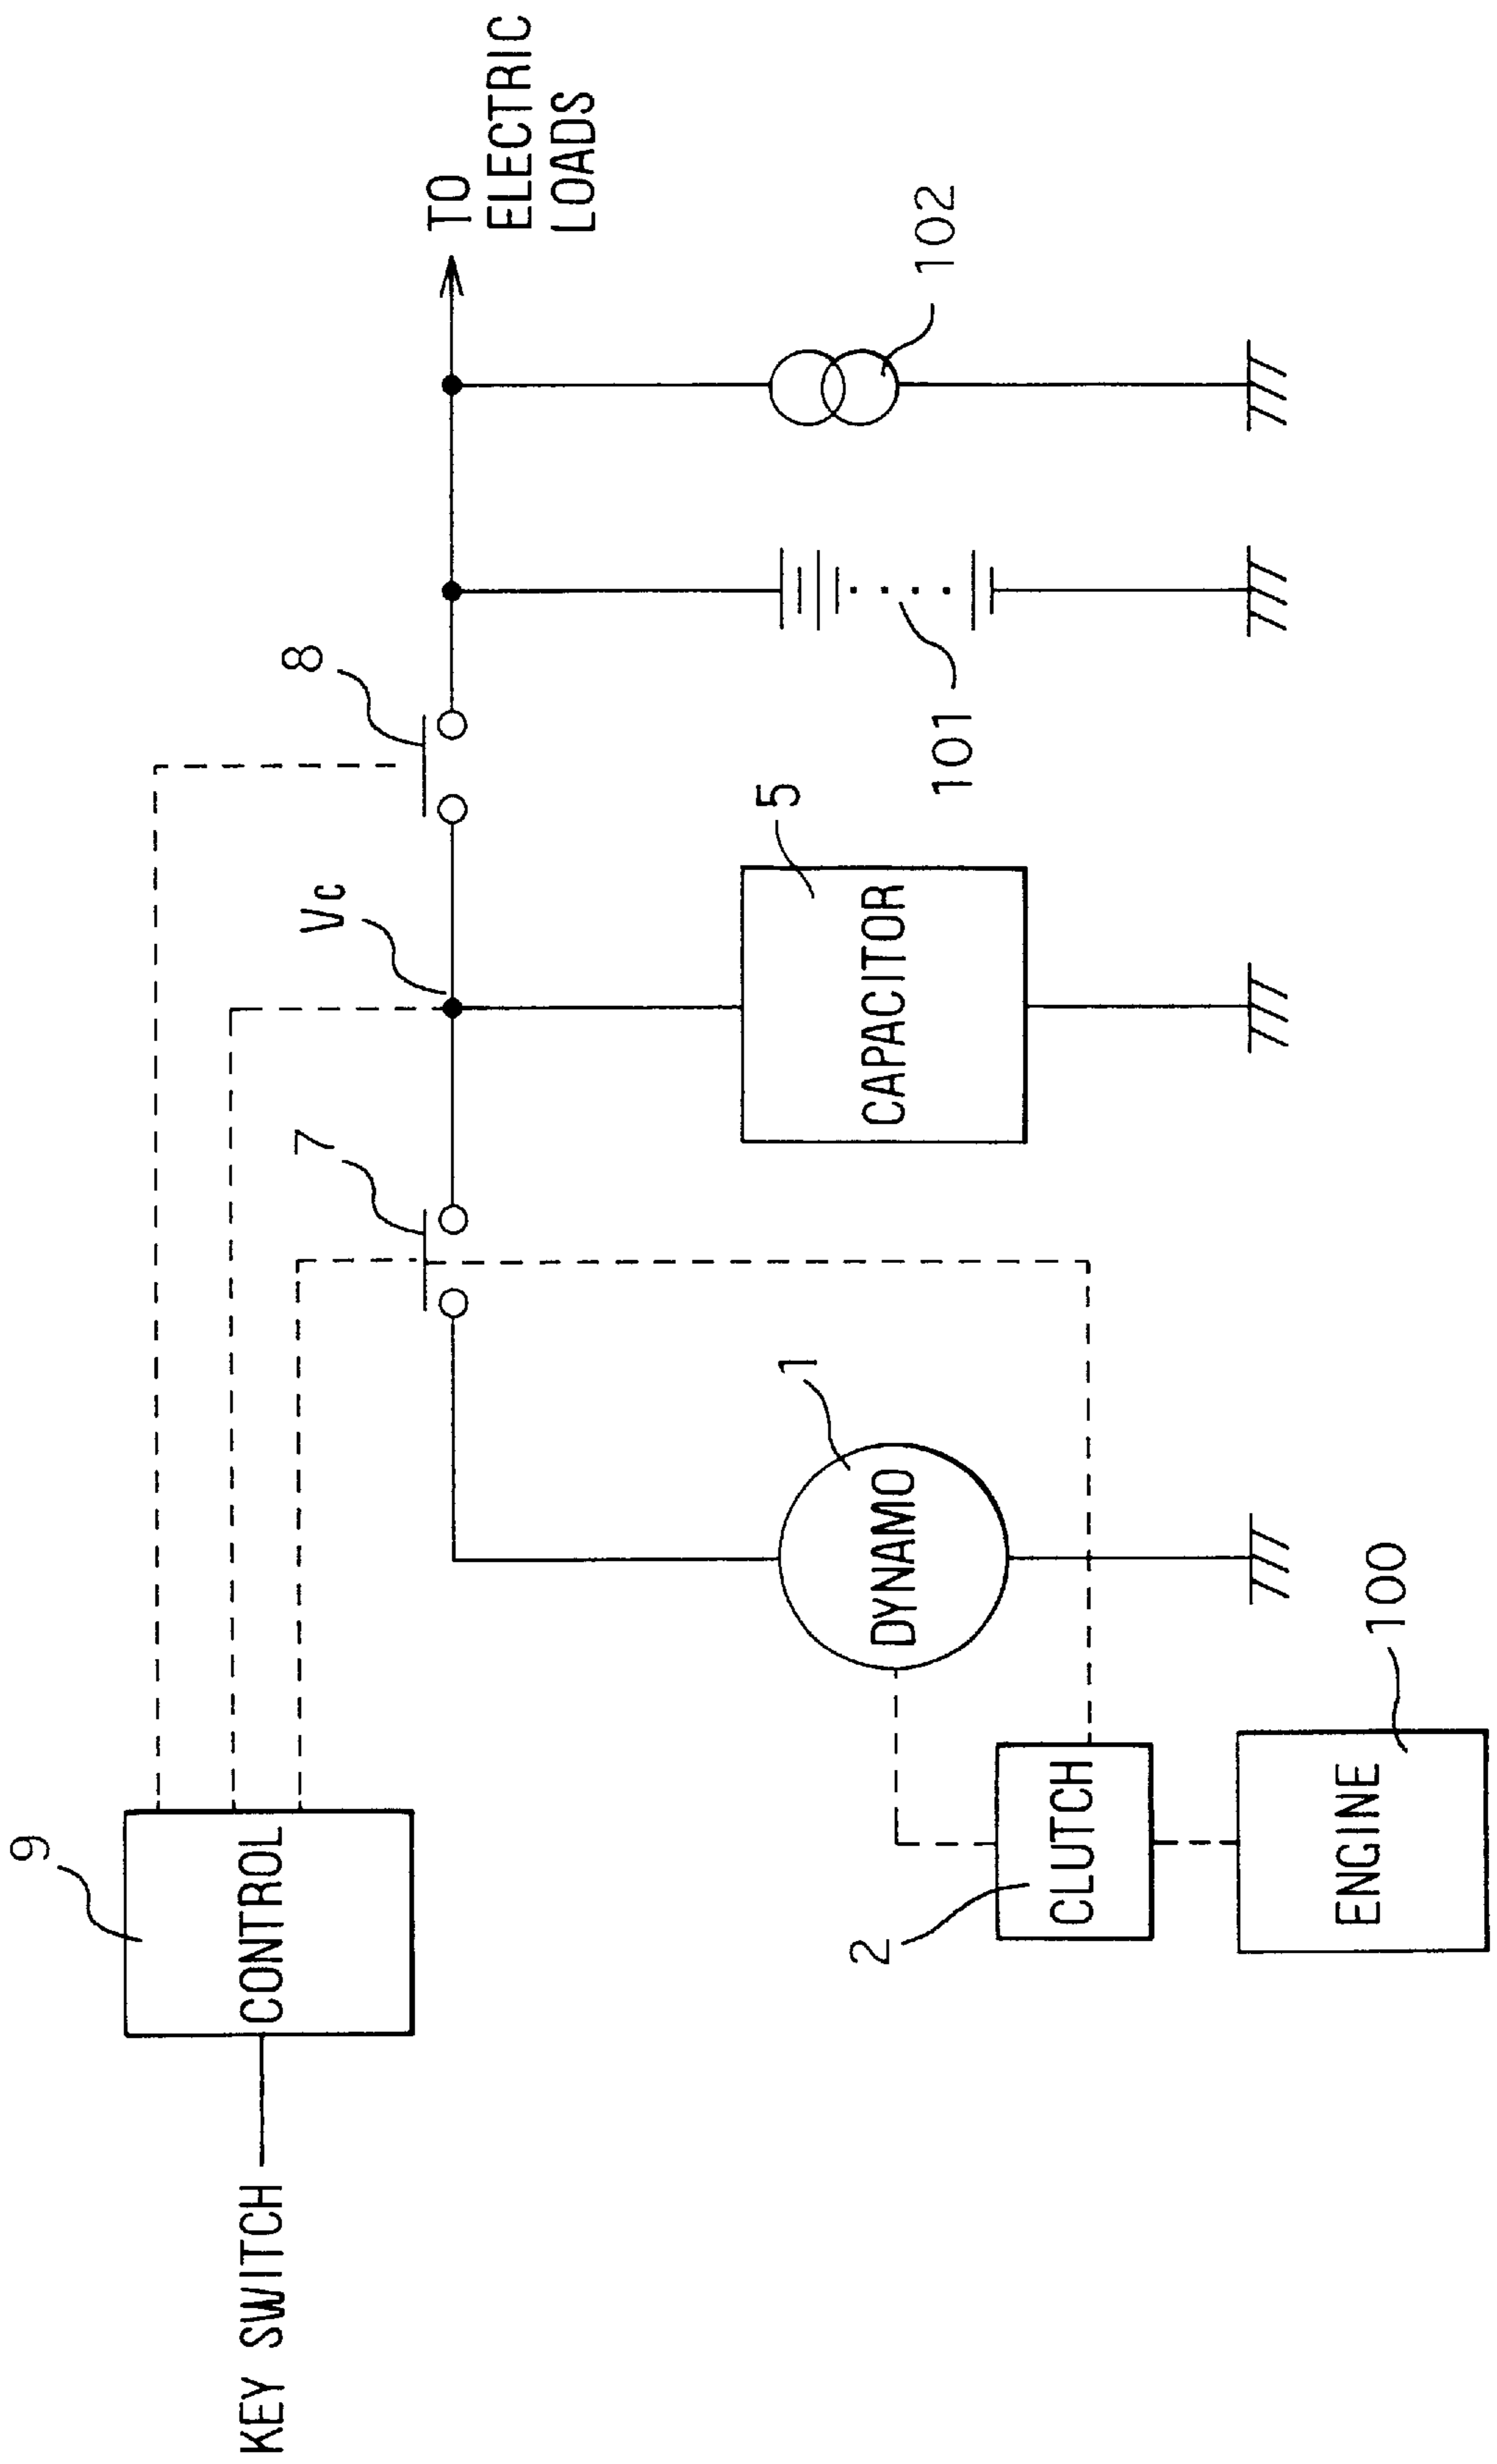 KEY SWITCH
CONTROL
9
7
Vc
8
TO
ELECTRIC
LOADS
2
CLUTCH
ENGINE
100
DYNAMO
1
CAPACITOR
5
101
102